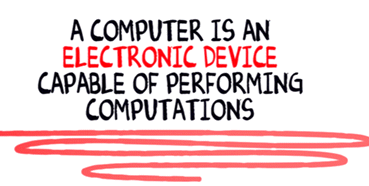 A COMPUTER IS AN
ELECTRONIC DEVICE
CAPABLE OF PERFORMING
COMPUTATIONS